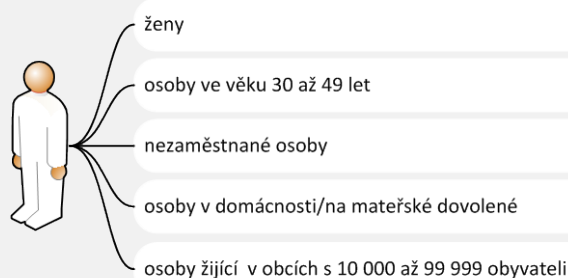 ženy
osoby ve věku 30 až 49 let
nezaměstnané osoby
osoby v domácnosti/na mateřské dovolené
osoby žijící v obcích s 10 000 až 99 999 obyvateli